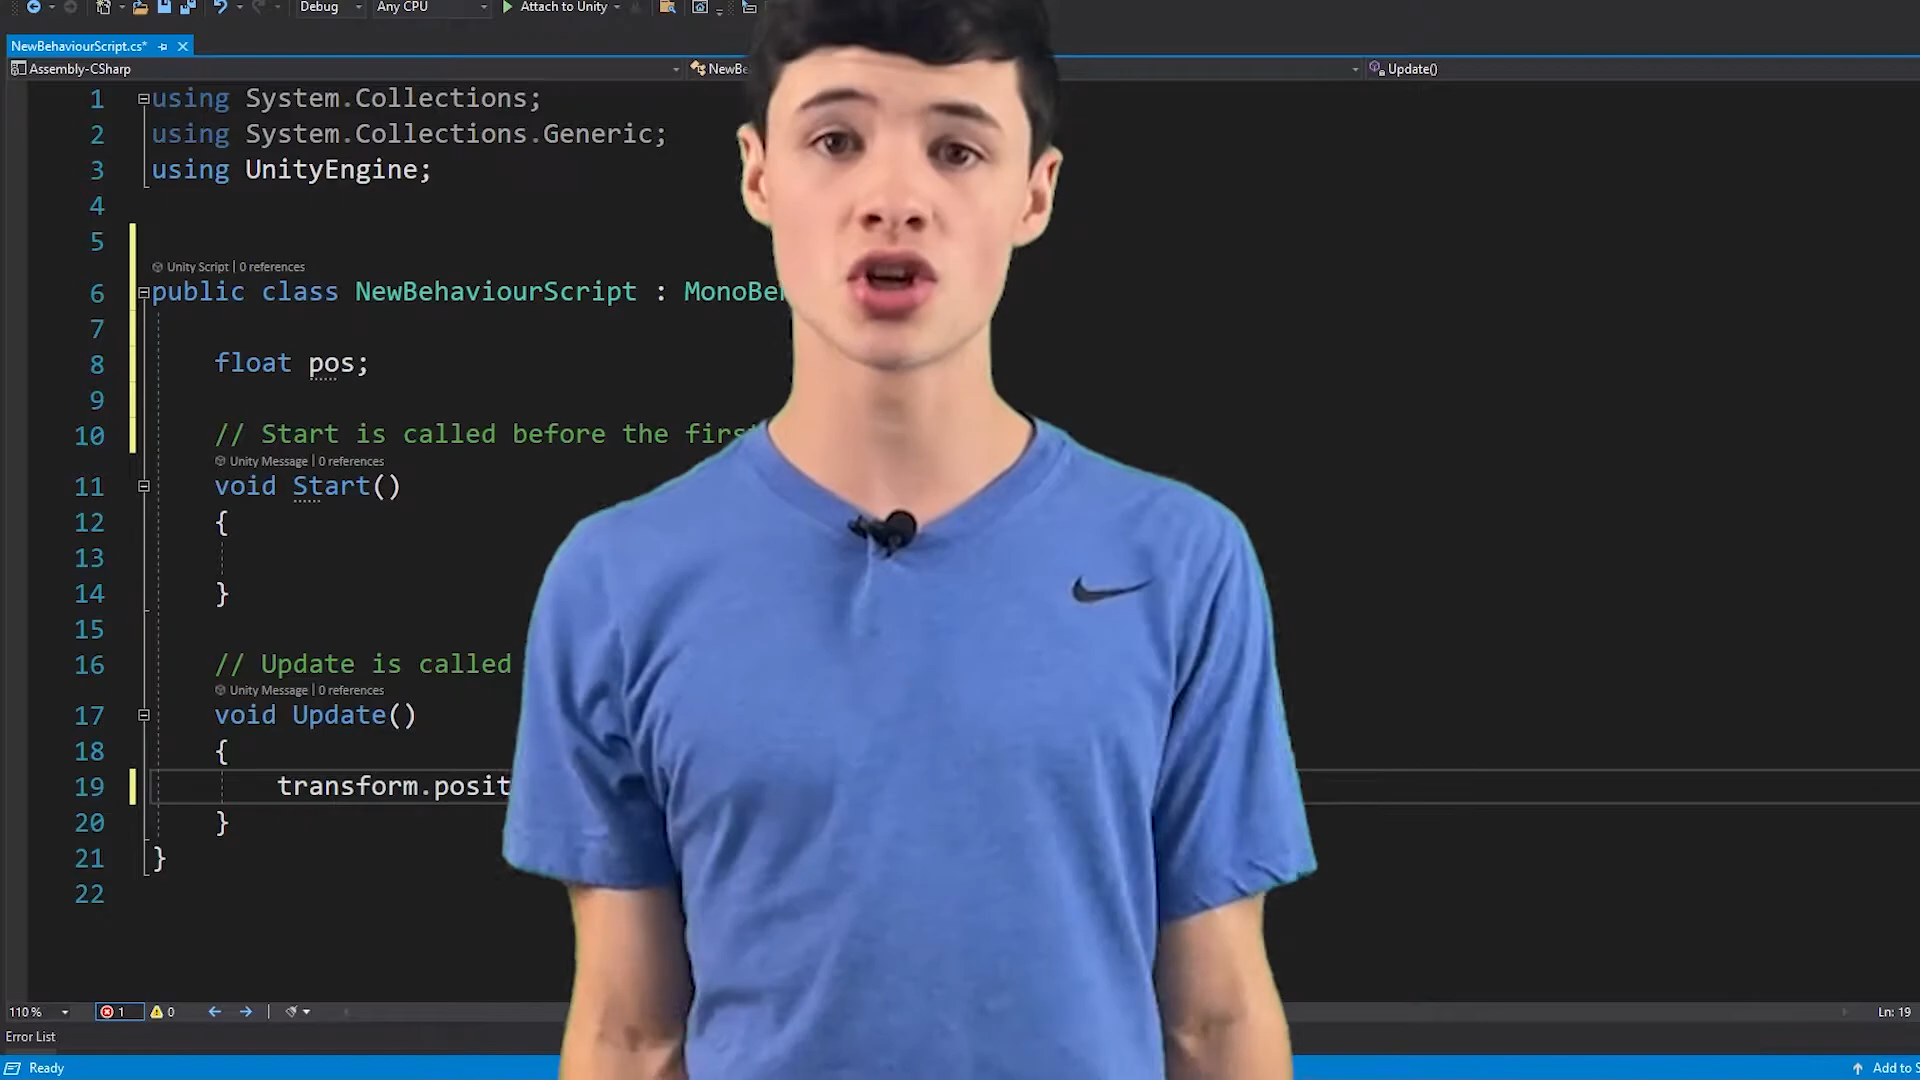 Debug Any CPU Attach to Unity
NewBehaviourScript.cs*
Assembly-CSharp NewBe Update()
1 using System.Collections;
2 using System.Collections.Generic;
3 using UnityEngine;
4
5
Unity Script | 0 references
6 public class NewBehaviourScript : MonoBe
7
8 float pos;
9
10 // Start is called before the firs
Unity Message | 0 references
11 void Start()
12 {
13
14 }
15
16 // Update is called
Unity Message | 0 references
17 void Update()
18 {
19 transform.posit
20 }
21 }
22
110 % 1 0 Ln: 19
Error List
Ready Add to S